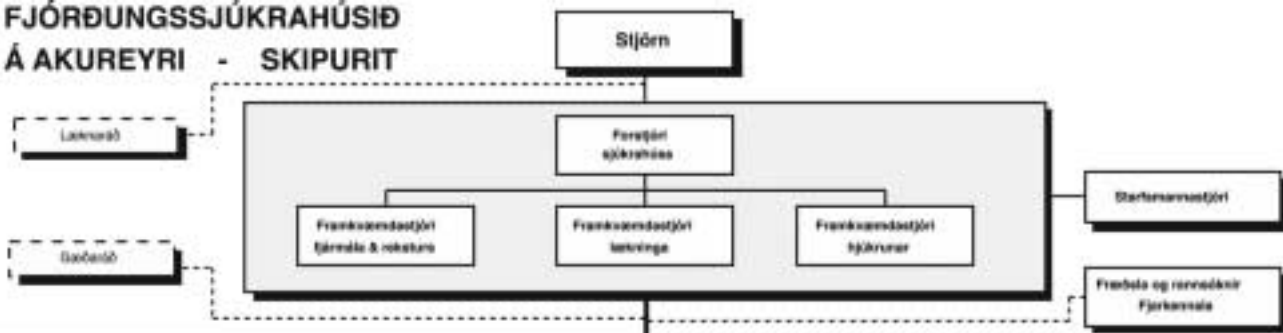 FJÓRÐUNGSSJÚKRAHÚSIÐ
Á AKUREYRI - SKIPURIT
Stjórn
Læknaráð
Forstjóri
sjúkrahúss
Starfsmannastjóri
Framkvæmdastjóri
fjármála & reksturs
Framkvæmdastjóri
lækninga
Framkvæmdastjóri
hjúkrunar
Gæðaráð
Fræðsla og rannsóknir
Fjarkennsla